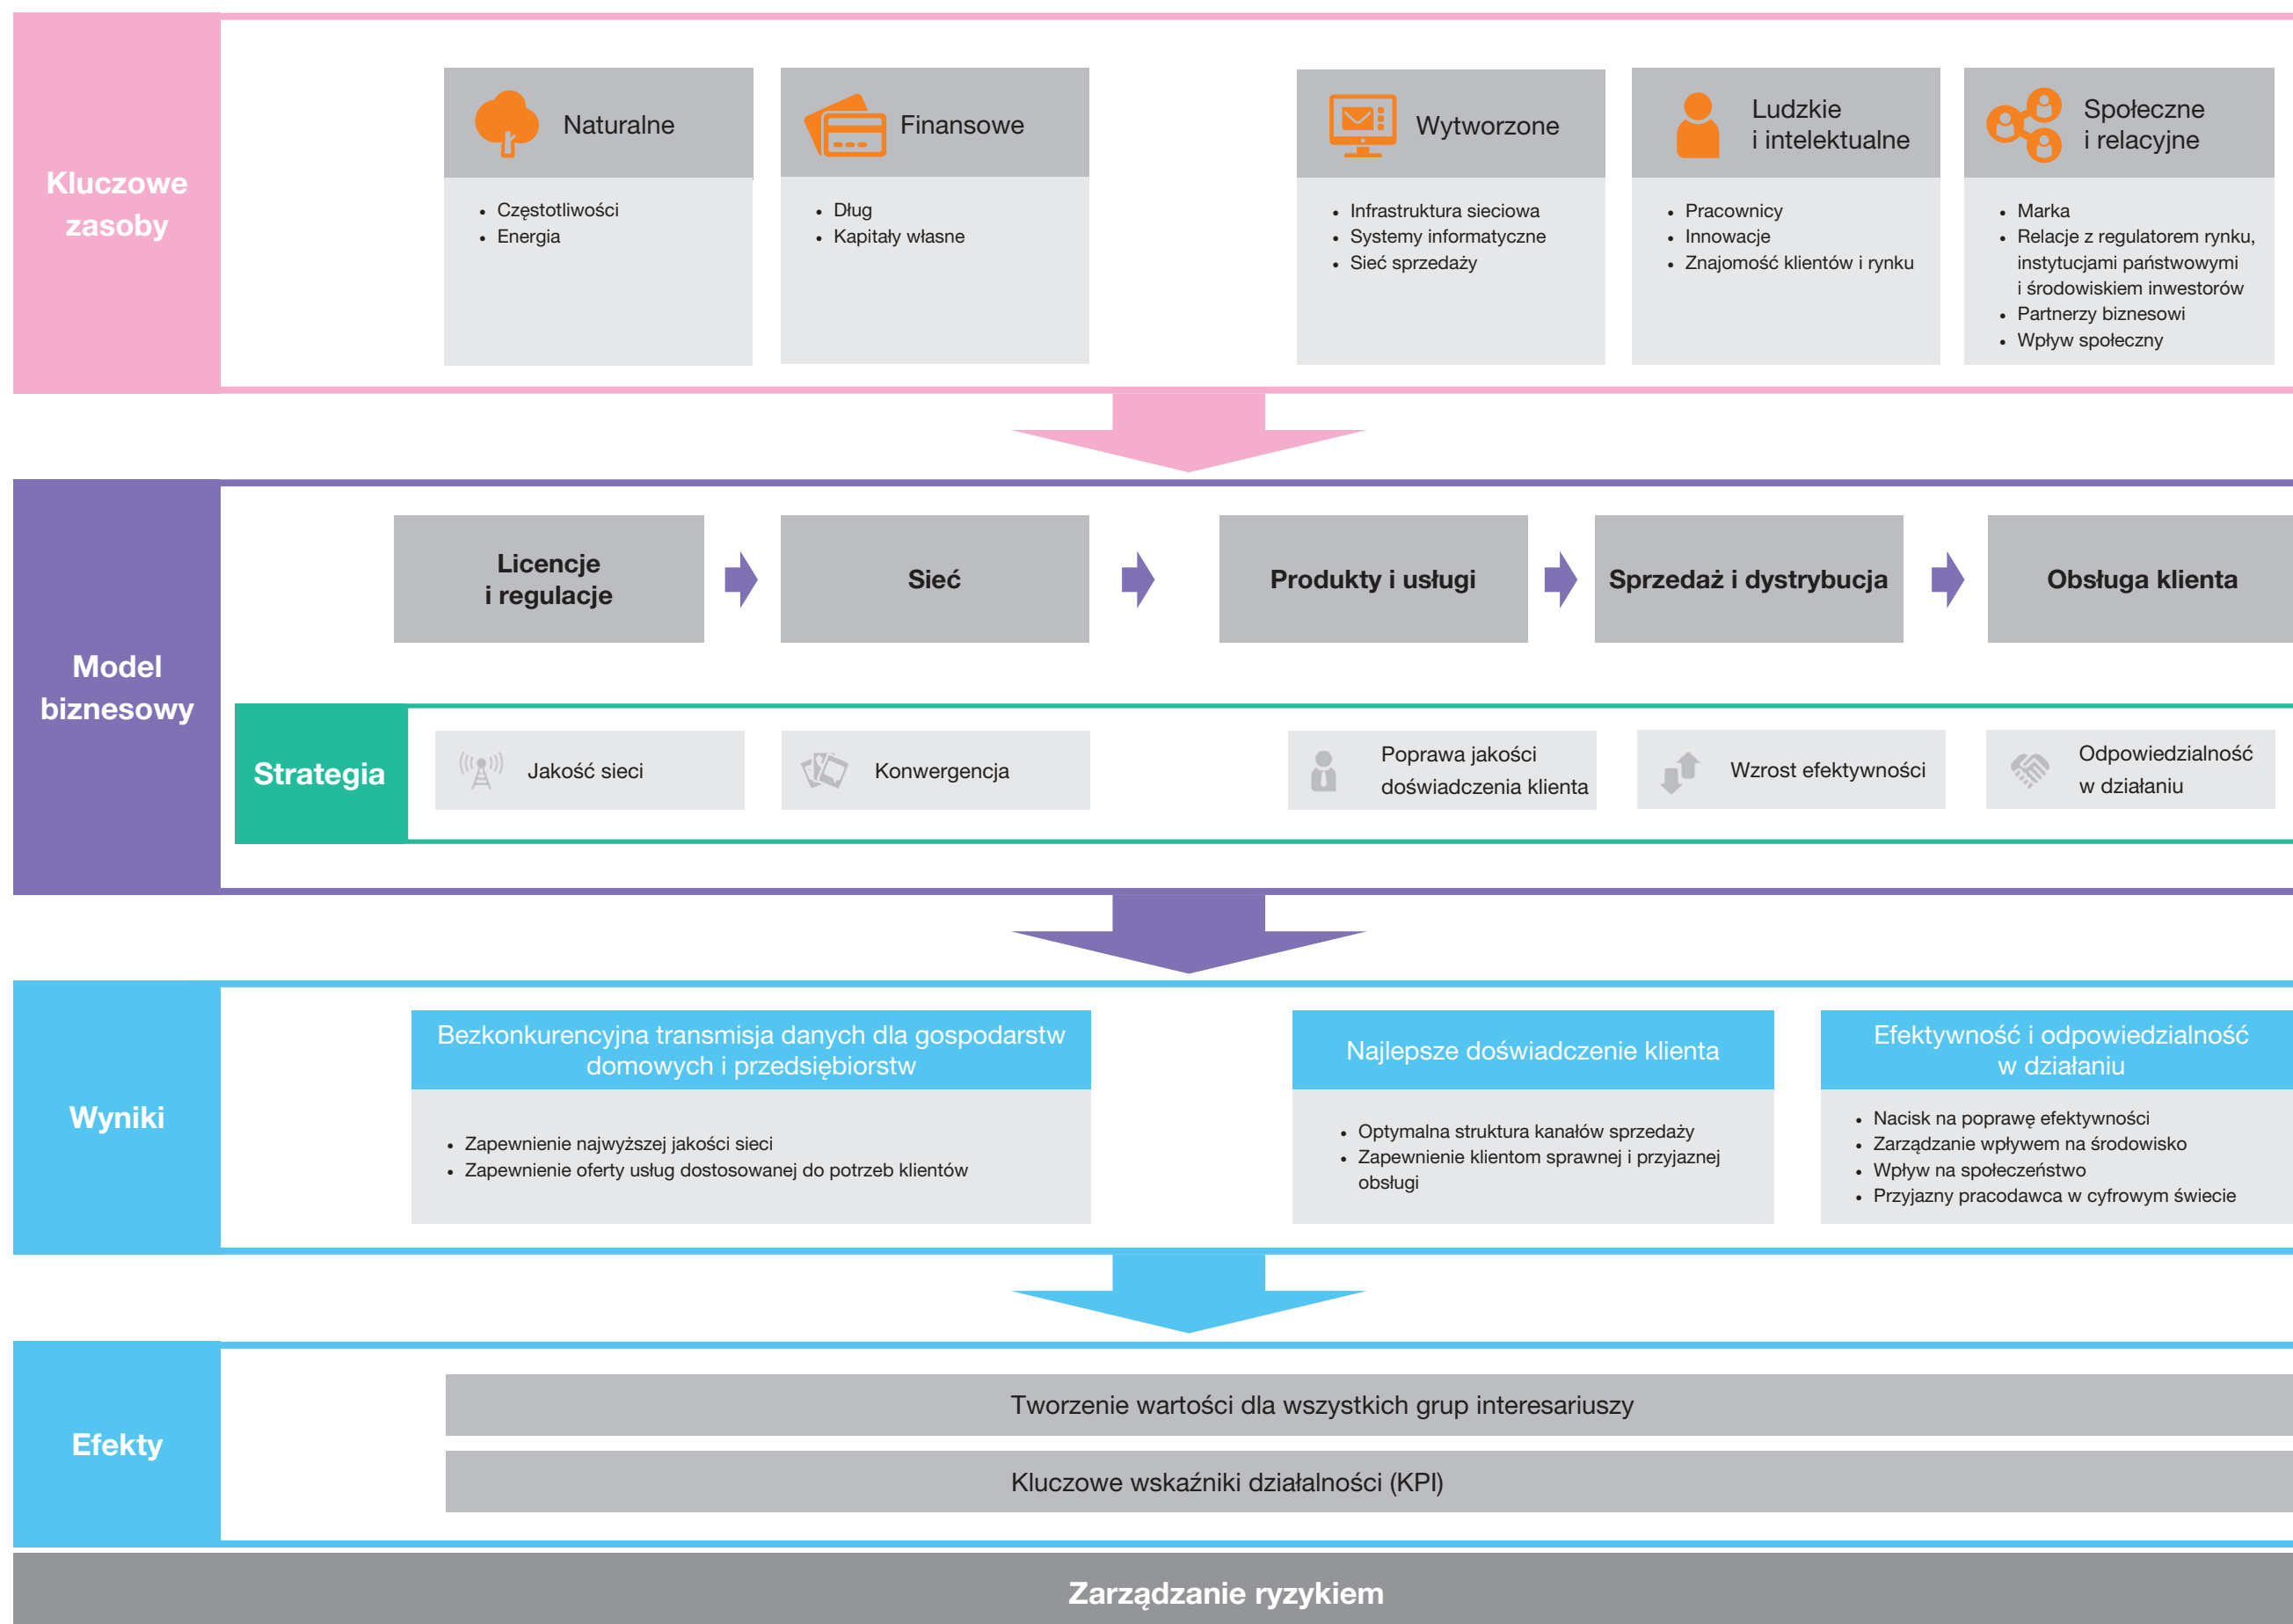 Kluczowe
zasoby
Naturalne
• Częstotliwości
• Energia
Finansowe
• Dług
• Kapitały własne
Wytworzone
• Infrastruktura sieciowa
• Systemy informatyczne
• Sieć sprzedaży
Ludzkie
i intelektualne
• Pracownicy
• Innowacje
• Znajomość klientów i rynku
Społeczne
i relacyjne
• Marka
• Relacje z regulatorem rynku,
instytucjami państwowymi
i środowiskiem inwestorów
• Partnerzy biznesowi
• Wpływ społeczny
Model
biznesowy
Licencje
i regulacje
Sieć
Produkty i usługi
Sprzedaż i dystrybucja
Obsługa klienta
Strategia
Jakość sieci
Konwergencja
Poprawa jakości
doświadczenia klienta
Wzrost efektywności
Odpowiedzialność
w działaniu
Wyniki
Bezkonkurencyjna transmisja danych dla gospodarstw
domowych i przedsiębiorstw
• Zapewnienie najwyższej jakości sieci
• Zapewnienie oferty usług dostosowanej do potrzeb klientów
Najlepsze doświadczenie klienta
• Optymalna struktura kanałów sprzedaży
• Zapewnienie klientom sprawnej i przyjaznej
obsługi
Efektywność i odpowiedzialność
w działaniu
• Nacisk na poprawę efektywności
• Zarządzanie wpływem na środowisko
• Wpływ na społeczeństwo
• Przyjazny pracodawca w cyfrowym świecie
Efekty
Tworzenie wartości dla wszystkich grup interesariuszy
Kluczowe wskaźniki działalności (KPI)
Zarządzanie ryzykiem